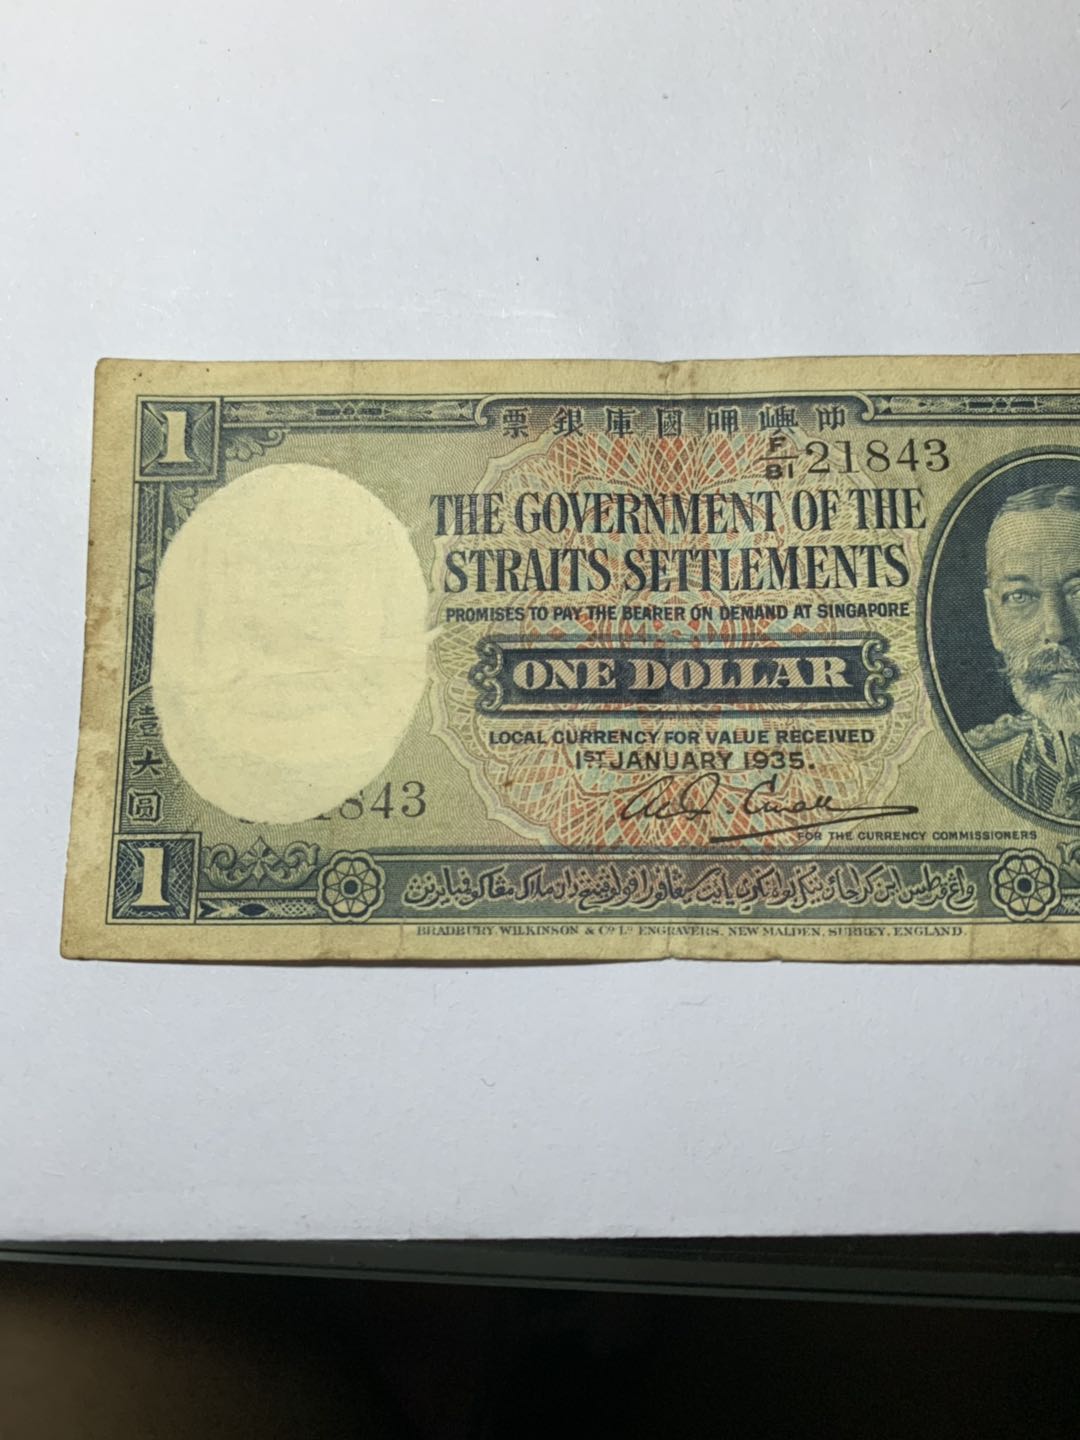 1
票銀庫國呷嶼叻
F/81 21843
THE GOVERNMENT OF THE
STRAITS SETTLEMENTS
PROMISES TO PAY THE BEARER ON DEMAND AT SINGAPORE
ONE DOLLAR
LOCAL CURRENCY FOR VALUE RECEIVED
1ST JANUARY 1935.
壹大圆
843
FOR THE CURRENCY COMMISSIONERS
1
BRADBURY, WILKINSON & Co Ld ENGRAVERS, NEW MALDEN, SURREY, ENGLAND.